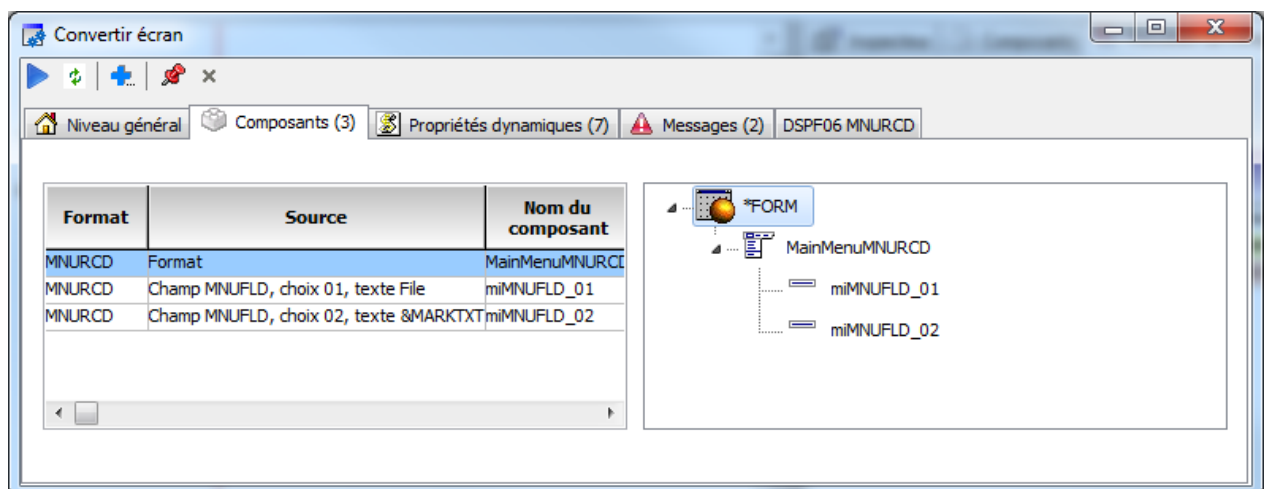 Convertir écran
Niveau général Composants (3) Propriétés dynamiques (7) Messages (2) DSPF06 MNURCD
Format Source Nom du composant
MNURCD Format MainMenuMNURCD
MNURCD Champ MNUFLD, choix 01, texte File miMNUFLD_01
MNURCD Champ MNUFLD, choix 02, texte &MARKTXT miMNUFLD_02
*FORM
MainMenuMNURCD
miMNUFLD_01
miMNUFLD_02